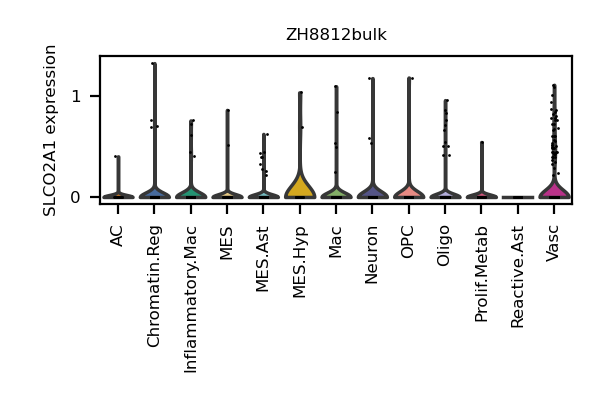 ZH8812bulk
SLCO2A1 expression
1
0
AC
Chromatin.Reg
Inflammatory.Mac
MES
MES.Ast
MES.Hyp
Mac
Neuron
OPC
Oligo
Prolif.Metab
Reactive.Ast
Vasc